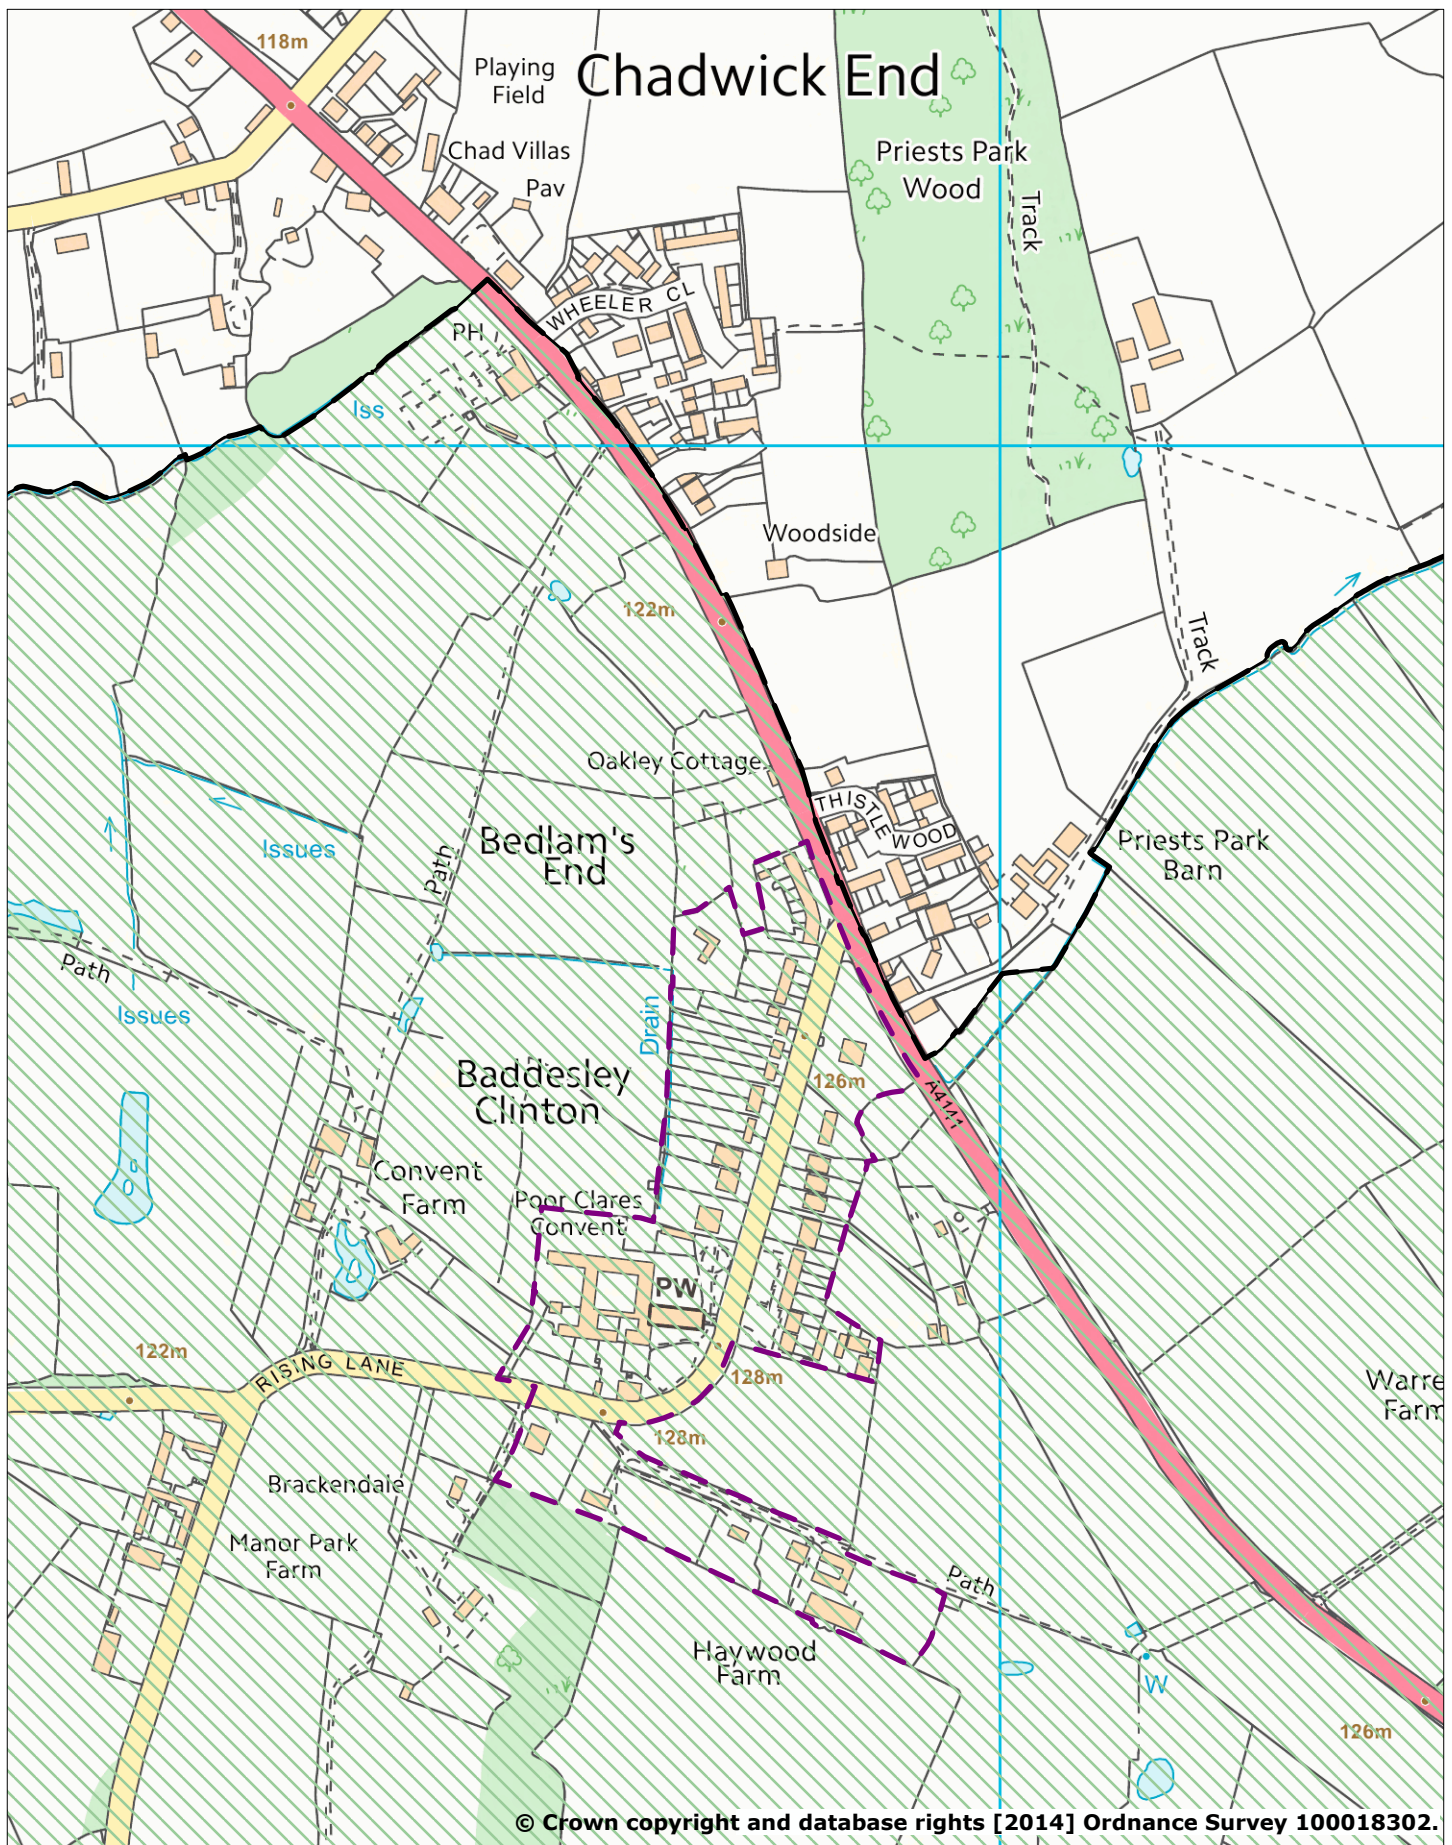 118m
Playing
Field
Chadwick End
Chad Villas
Pav
Priests Park
Wood
Track
WHEELER CL
PH
Iss
Woodside
122m
Track
Oakley Cottage
THISTLE
WOOD
Bedlam's
End
Issues
Path
Priests Park
Barn
Path
Issues
Drain
Baddesley
Clinton
126m
A4141
Convent
Farm
Poor Clares
Convent
PW
122m
RISING LANE
128m
Warre
Farm
128m
Brackendale
Manor Park
Farm
Path
Haywood
Farm
W
126m
© Crown copyright and database rights [2014] Ordnance Survey 100018302.